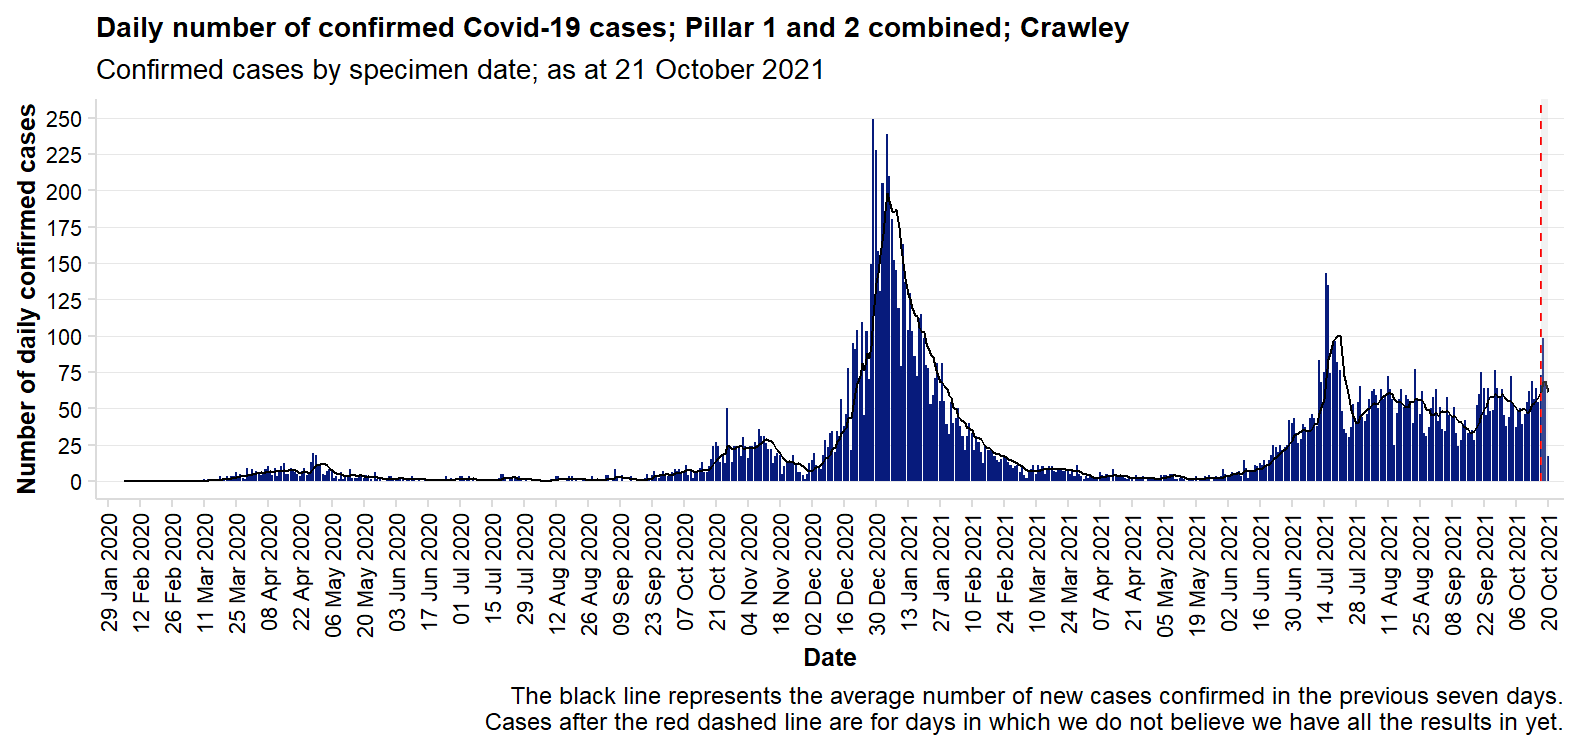 Daily number of confirmed Covid-19 cases; Pillar 1 and 2 combined; Crawley
Confirmed cases by specimen date; as at 21 October 2021
Number of daily confirmed cases
250
225
200
175
150
125
100
75
50
25
0
29 Jan 2020
12 Feb 2020
26 Feb 2020
11 Mar 2020
25 Mar 2020
08 Apr 2020
22 Apr 2020
06 May 2020
20 May 2020
03 Jun 2020
17 Jun 2020
01 Jul 2020
15 Jul 2020
29 Jul 2020
12 Aug 2020
26 Aug 2020
09 Sep 2020
23 Sep 2020
07 Oct 2020
21 Oct 2020
04 Nov 2020
18 Nov 2020
02 Dec 2020
16 Dec 2020
30 Dec 2020
13 Jan 2021
27 Jan 2021
10 Feb 2021
24 Feb 2021
10 Mar 2021
24 Mar 2021
07 Apr 2021
21 Apr 2021
05 May 2021
19 May 2021
02 Jun 2021
16 Jun 2021
30 Jun 2021
14 Jul 2021
28 Jul 2021
11 Aug 2021
25 Aug 2021
08 Sep 2021
22 Sep 2021
06 Oct 2021
20 Oct 2021
Date
The black line represents the average number of new cases confirmed in the previous seven days.
Cases after the red dashed line are for days in which we do not believe we have all the results in yet.